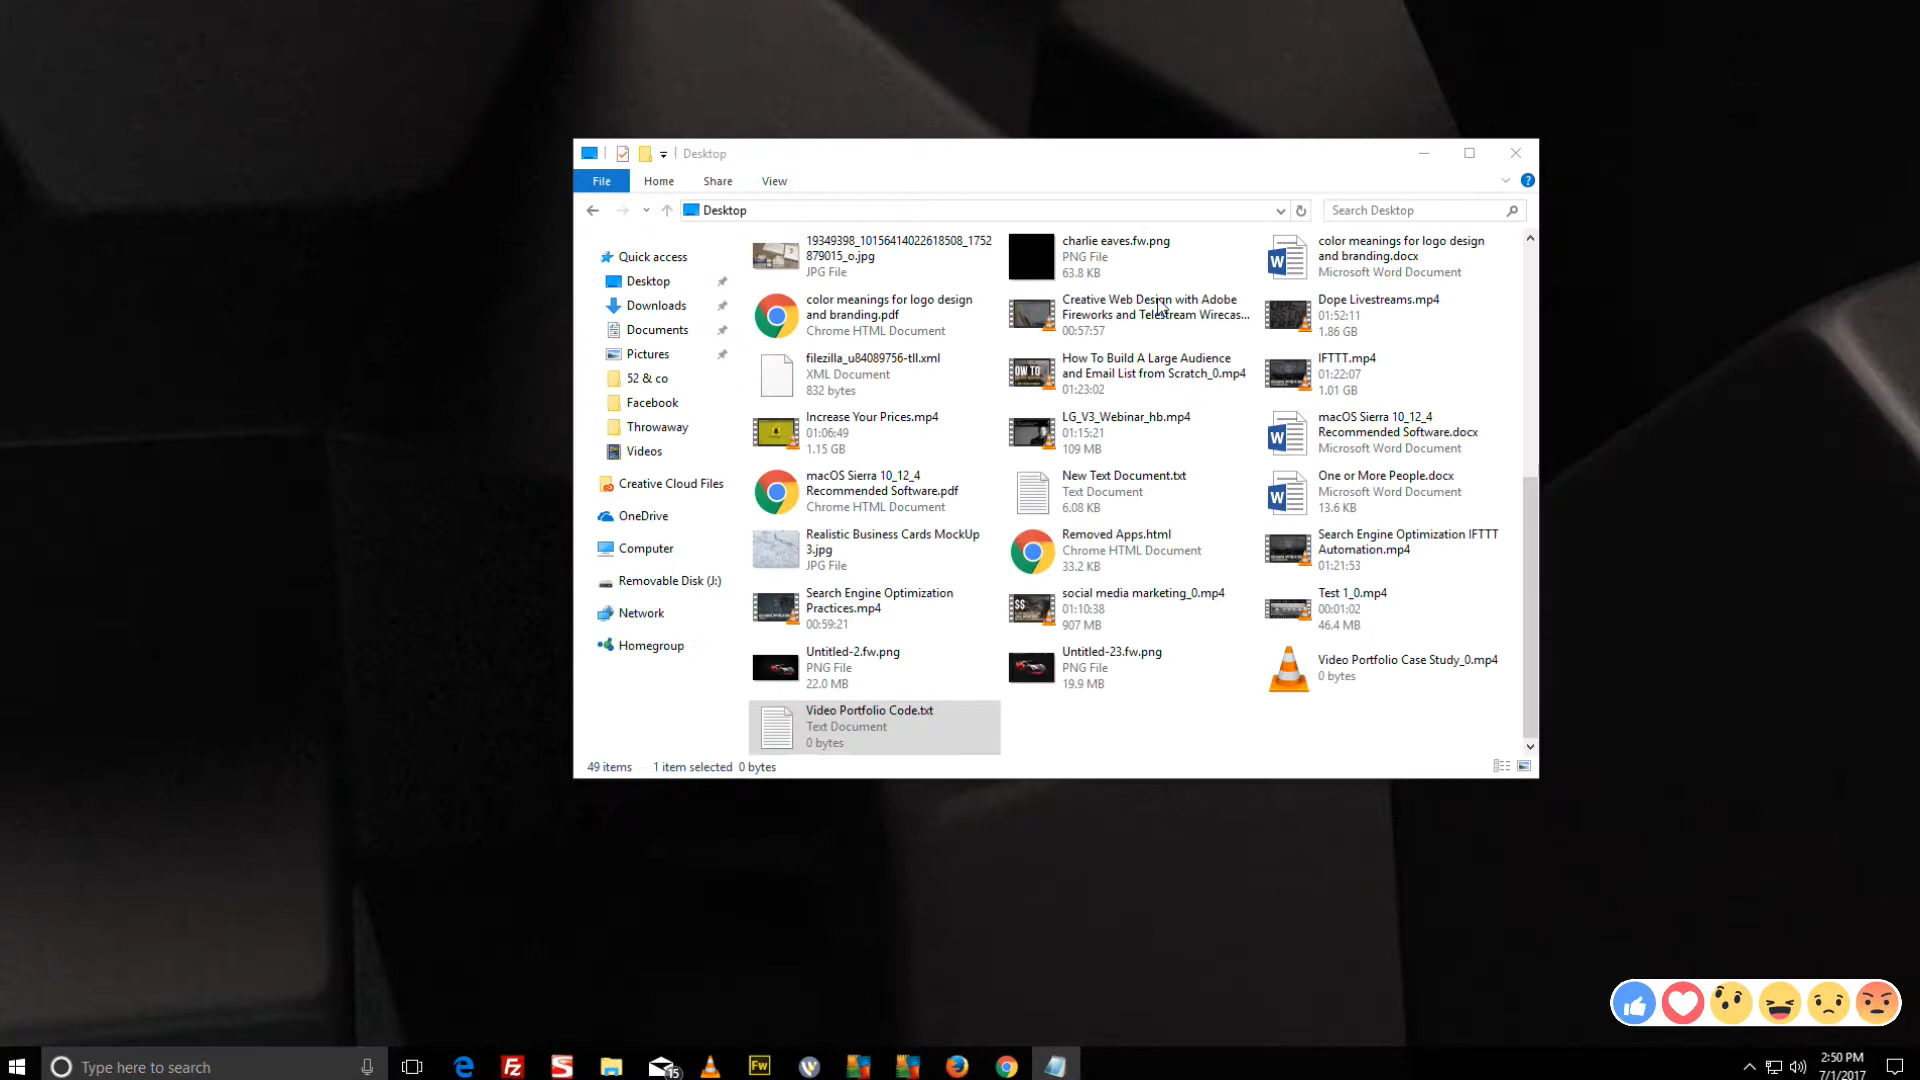 Desktop
File
Home
Share
View
Desktop
Search Desktop
Quick access
Desktop
Downloads
Documents
Pictures
52 & co
Facebook
Throwaway
Videos
Creative Cloud Files
OneDrive
Computer
Removable Disk (J:)
Network
Homegroup
19349398_10156414022618508_1752
879015_o.jpg
JPG File
charlie eaves.fw.png
PNG File
63.8 KB
color meanings for logo design
and branding.docx
Microsoft Word Document
color meanings for logo design
and branding.pdf
Chrome HTML Document
Creative Web Design with Adobe
Fireworks and Telestream Wirecas...
00:57:57
Dope Livestreams.mp4
01:52:11
1.86 GB
filezilla_u84089756-tll.xml
XML Document
832 bytes
How To Build A Large Audience
and Email List from Scratch_0.mp4
01:23:02
IFTTT.mp4
01:22:07
1.01 GB
Increase Your Prices.mp4
01:06:49
1.15 GB
LG_V3_Webinar_hb.mp4
01:15:21
109 MB
macOS Sierra 10_12_4
Recommended Software.docx
Microsoft Word Document
macOS Sierra 10_12_4
Recommended Software.pdf
Chrome HTML Document
New Text Document.txt
Text Document
6.08 KB
One or More People.docx
Microsoft Word Document
13.6 KB
Realistic Business Cards MockUp
3.jpg
JPG File
Removed Apps.html
Chrome HTML Document
33.2 KB
Search Engine Optimization IFTTT
Automation.mp4
01:21:53
Search Engine Optimization
Practices.mp4
00:59:21
social media marketing_0.mp4
01:10:38
907 MB
Test 1_0.mp4
00:01:02
46.4 MB
Untitled-2.fw.png
PNG File
22.0 MB
Untitled-23.fw.png
PNG File
19.9 MB
Video Portfolio Case Study_0.mp4
0 bytes
Video Portfolio Code.txt
Text Document
0 bytes
49 items
1 item selected 0 bytes
Type here to search
15
Fw
2:50 PM
7/1/2017